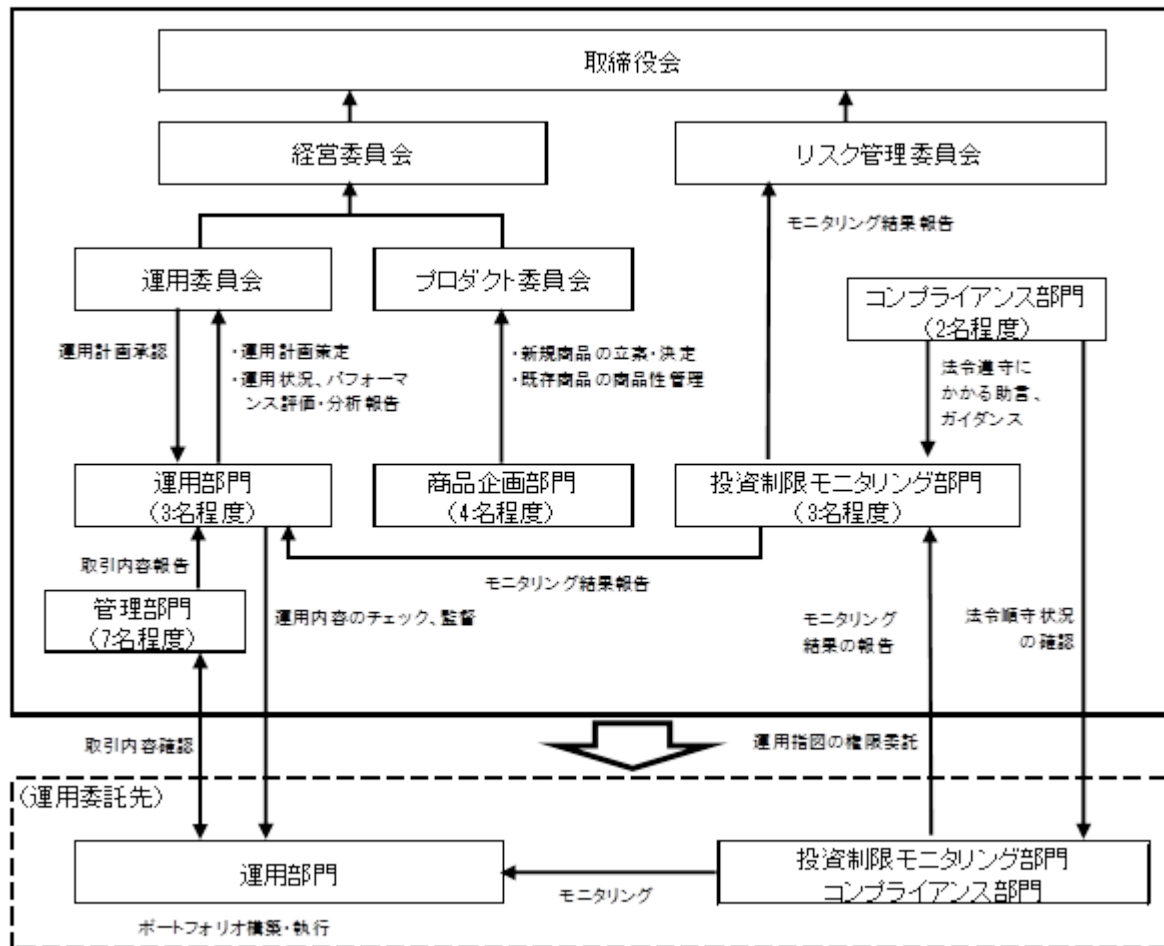 取締役会
経営委員会
リスク管理委員会
モニタリング結果報告
運用委員会
プロダクト委員会
コンプライアンス部門
(2名程度)
運用計画承認
・運用計画策定
・運用状況、パフォーマ
ンス評価・分析報告
・新規商品の立案・決定
・既存商品の商品性管理
法令遵守に
かかる助言、
ガイダンス
運用部門
(3名程度)
商品企画部門
(4名程度)
投資制限モニタリング部門
(3名程度)
取引内容報告
モニタリング結果報告
管理部門
(7名程度)
運用内容のチェック、監督
モニタリング
結果の報告
法令順守状況
の確認
取引内容確認
運用指図の権限委託
(運用委託先)
運用部門
モニタリング
投資制限モニタリング部門
コンプライアンス部門
ポートフォリオ構築・執行